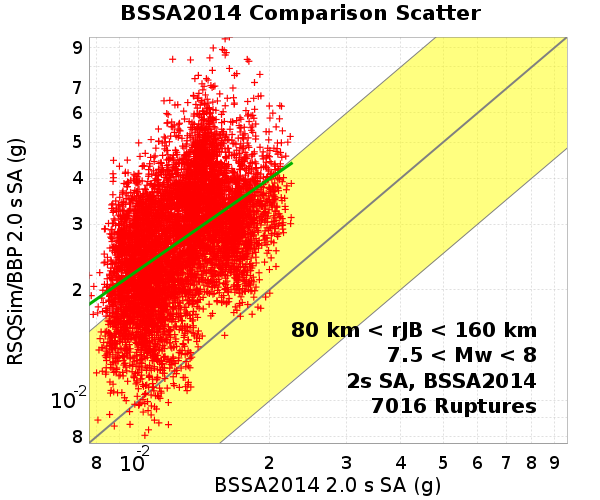 BSSA2014 Comparison Scatter
RSQSim/BBP 2.0 s SA (g)
9
7
6
5
4
3
2
10-2
8
80 km < rJB < 160 km
7.5 < Mw < 8
2s SA, BSSA2014
7016 Ruptures
8 10-2 2 3 4 5 6 7 8 9
BSSA2014 2.0 s SA (g)